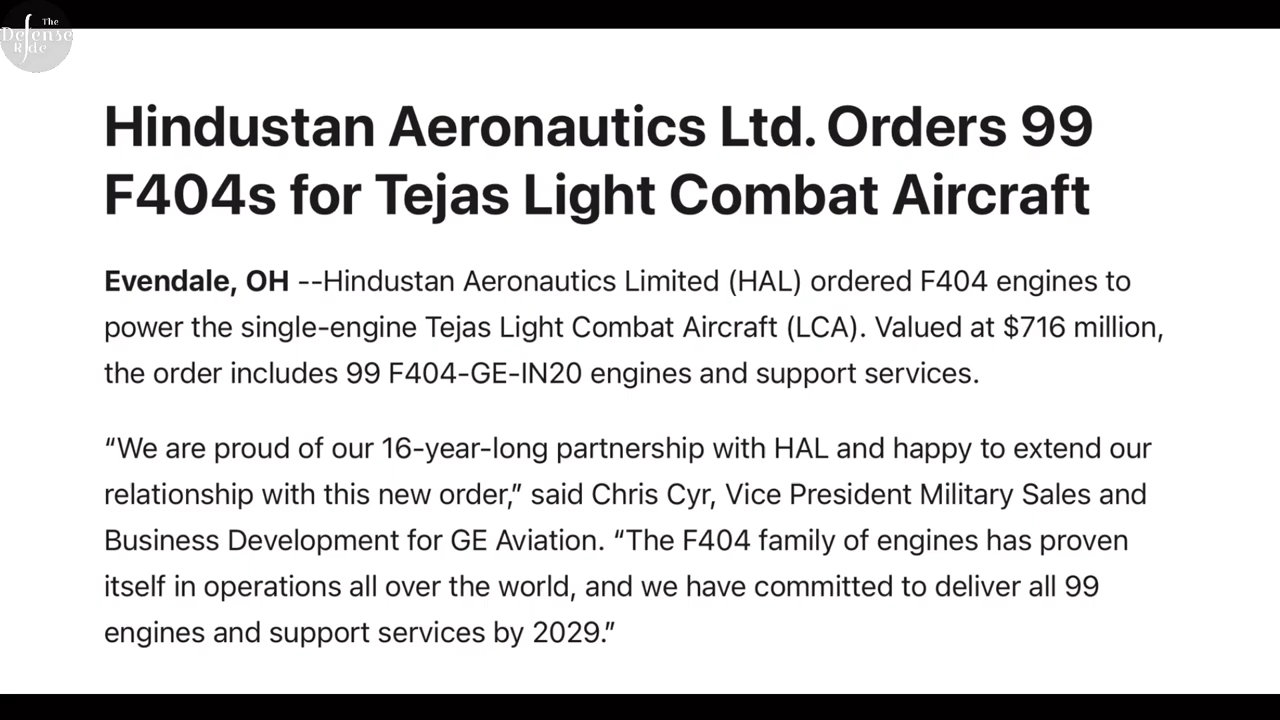 The
Defense
Ride
Hindustan Aeronautics Ltd. Orders 99
F404s for Tejas Light Combat Aircraft
Evendale, OH --Hindustan Aeronautics Limited (HAL) ordered F404 engines to
power the single-engine Tejas Light Combat Aircraft (LCA). Valued at $716 million,
the order includes 99 F404-GE-IN20 engines and support services.
“We are proud of our 16-year-long partnership with HAL and happy to extend our
relationship with this new order,” said Chris Cyr, Vice President Military Sales and
Business Development for GE Aviation. “The F404 family of engines has proven
itself in operations all over the world, and we have committed to deliver all 99
engines and support services by 2029.”